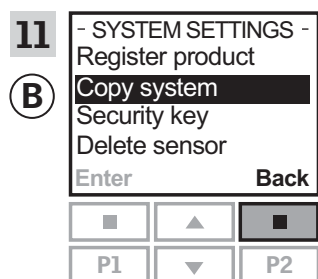 11
B
- SYSTEM SETTINGS -
Register product
Copy system
Security key
Delete sensor
Enter Back
P1 P2